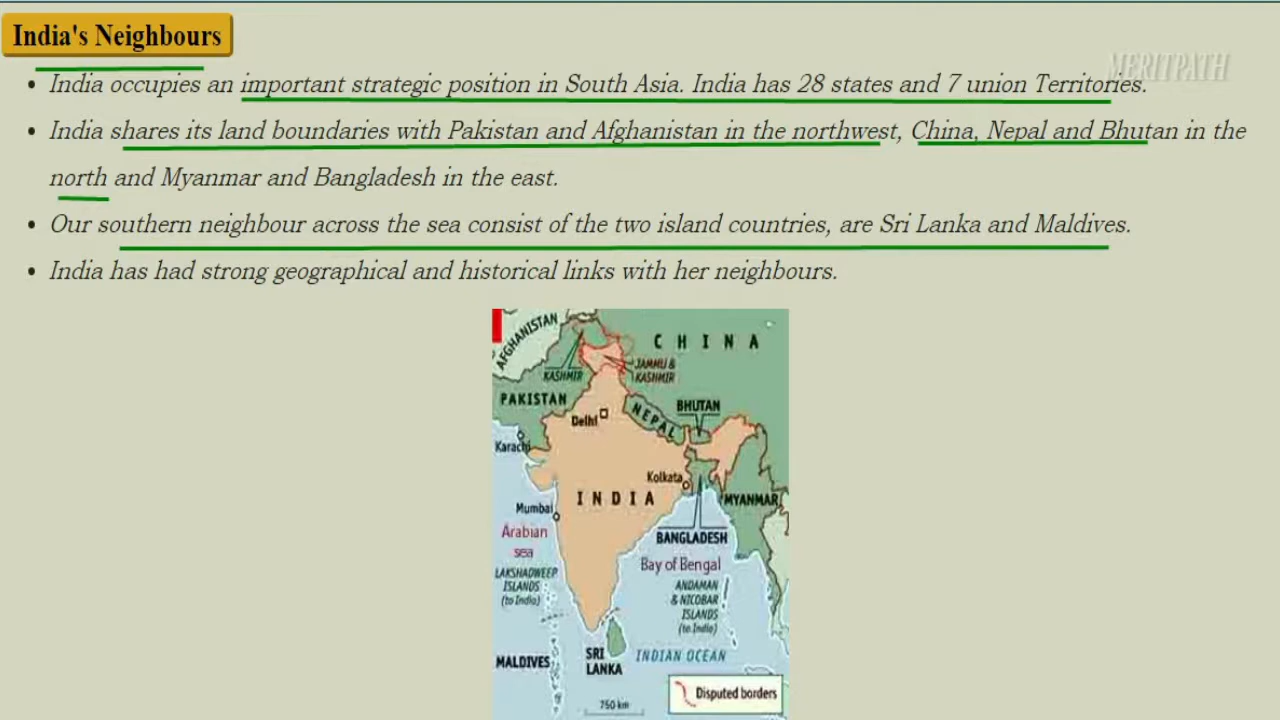 India's Neighbours
MERITPATH
• India occupies an important strategic position in South Asia. India has 28 states and 7 union Territories.
• India shares its land boundaries with Pakistan and Afghanistan in the northwest, China, Nepal and Bhutan in the
north and Myanmar and Bangladesh in the east.
• Our southern neighbour across the sea consist of the two island countries, are Sri Lanka and Maldives.
• India has had strong geographical and historical links with her neighbours.
AFGHANISTAN
CHINA
KASHMIR
JAMMU &
KASHMIR
PAKISTAN
NEPAL
BHUTAN
Delhi
Karachi
Kolkata
INDIA
MYANMAR
Mumbai
Arabian
sea
BANGLADESH
Bay of Bengal
LAKSHADWEEP
ISLANDS
(to India)
ANDAMAN
& NICOBAR
ISLANDS
(to India)
SRI
LANKA
MALDIVES
INDIAN OCEAN
Disputed borders
750 km